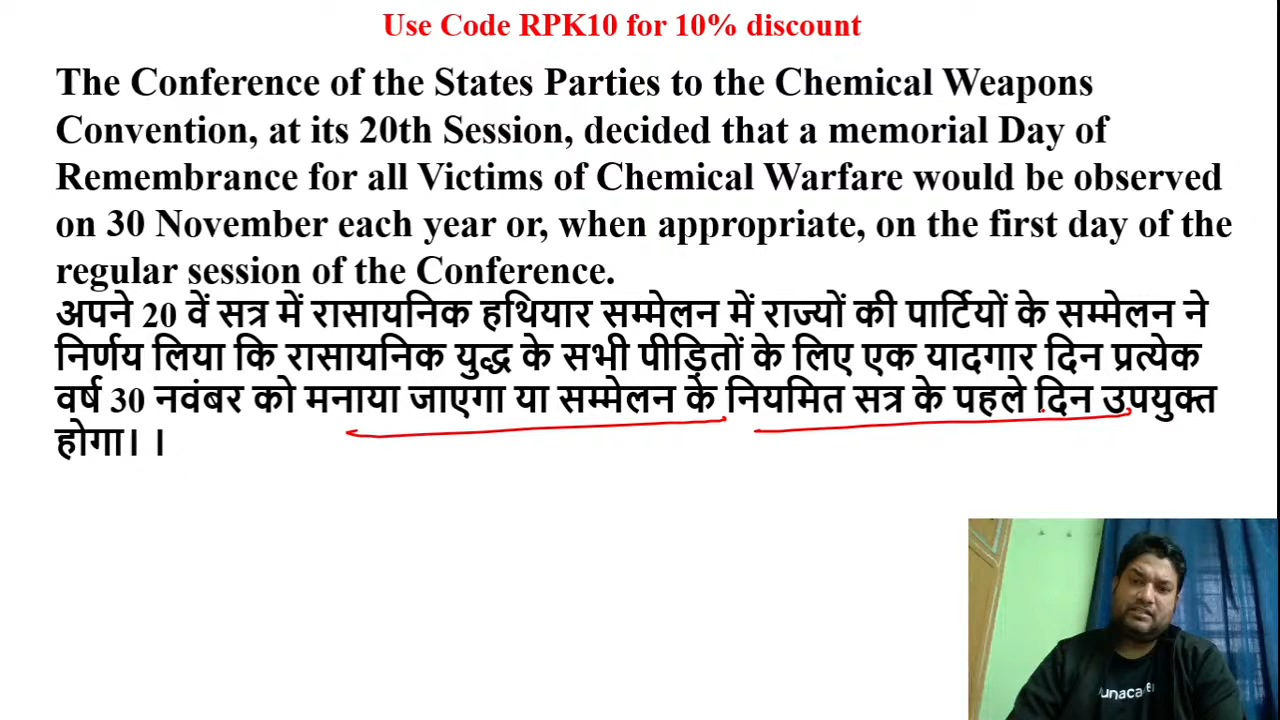 Use Code RPK10 for 10% discount
The Conference of the States Parties to the Chemical Weapons
Convention, at its 20th Session, decided that a memorial Day of
Remembrance for all Victims of Chemical Warfare would be observed
on 30 November each year or, when appropriate, on the first day of the
regular session of the Conference.
अपने 20 वें सत्र में रासायनिक हथियार सम्मेलन में राज्यों की पार्टियों के सम्मेलन ने
निर्णय लिया कि रासायनिक युद्ध के सभी पीड़ितों के लिए एक यादगार दिन प्रत्येक
वर्ष 30 नवंबर को मनाया जाएगा या सम्मेलन के नियमित सत्र के पहले दिन उपयुक्त
होगा। ।